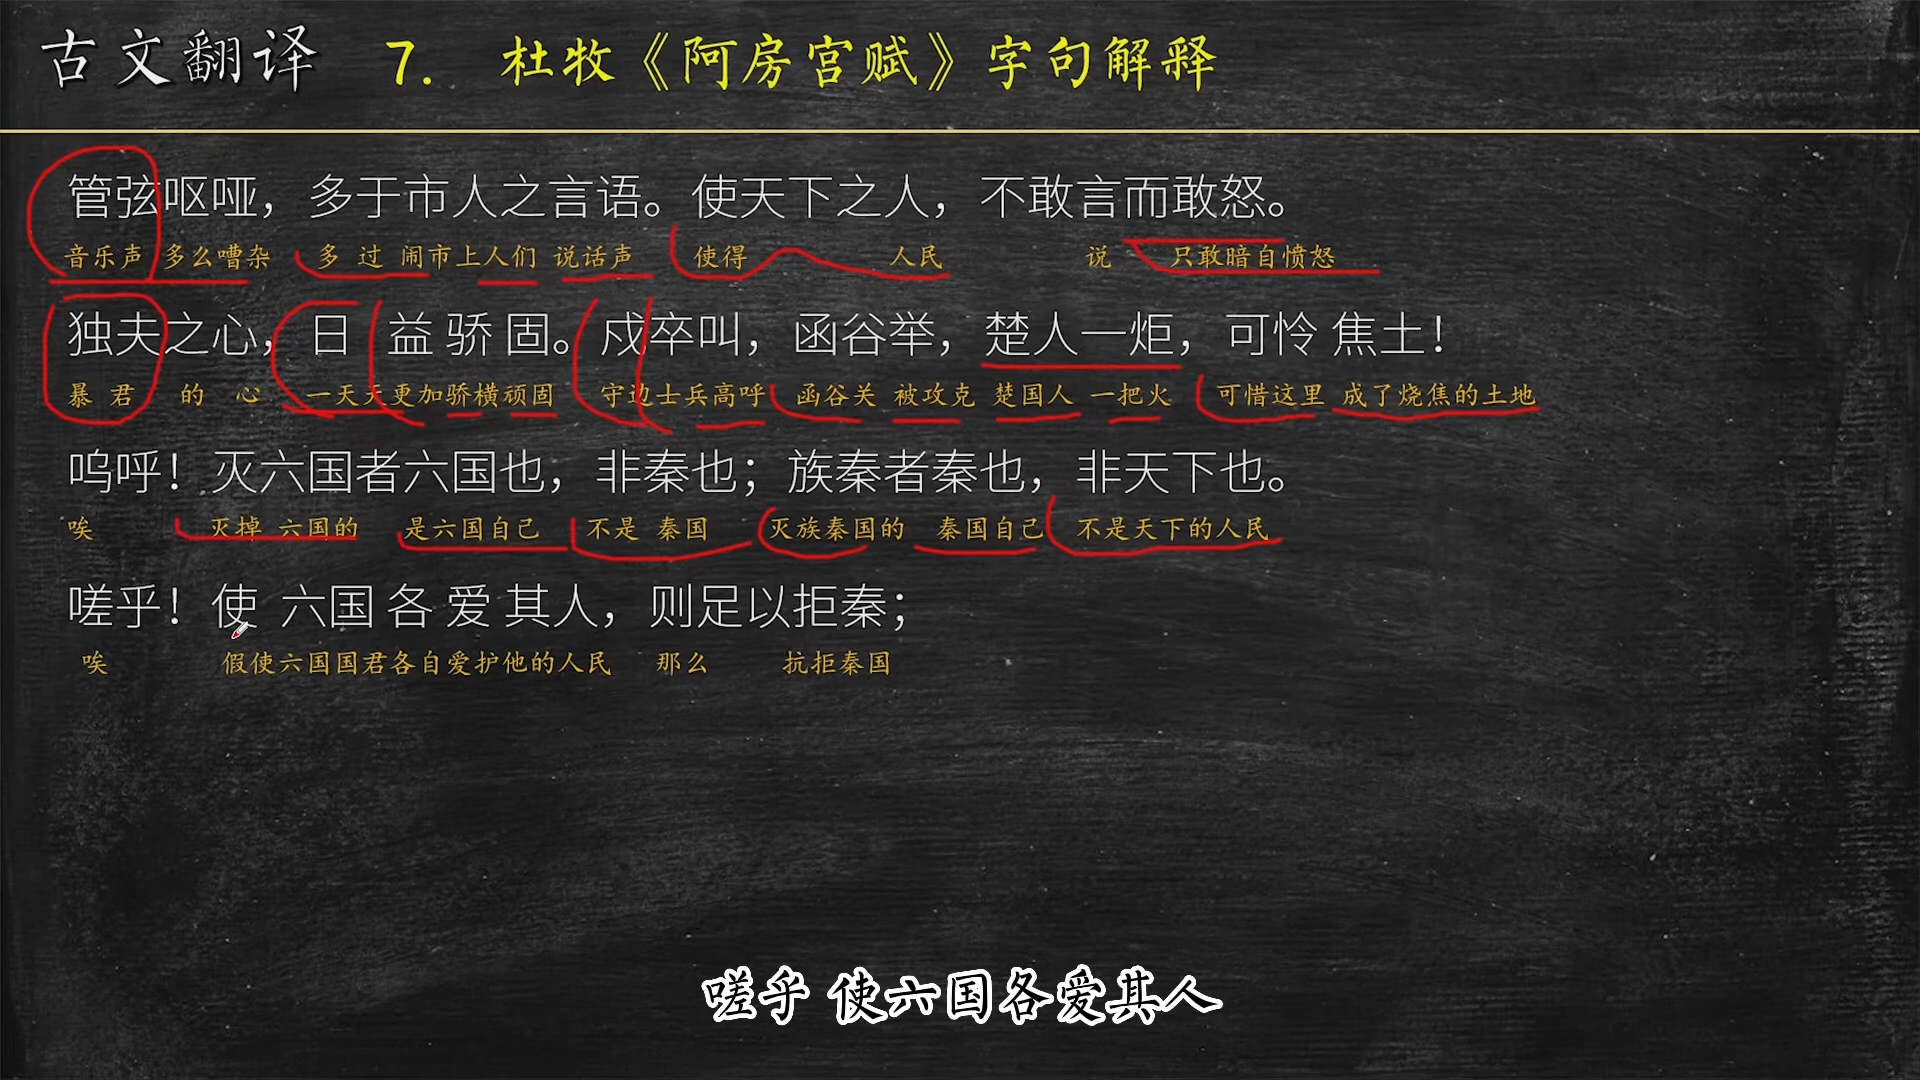 古文翻译 7. 杜牧《阿房宫赋》字句解释
管弦呕哑，多于市人之言语。使天下之人，不敢言而敢怒。
音乐声 多么嘈杂 多 过 闹市上人们 说话声 使得 人民 说 只敢暗自愤怒
独夫之心，日 益 骄 固。戍卒叫，函谷举，楚人一炬，可怜 焦土！
暴 君 的 心 一天天更加骄横顽固 守边士兵高呼 函谷关 被攻克 楚国人 一把火 可惜这里 成了烧焦的土地
呜呼！灭六国者六国也，非秦也；族秦者秦也，非天下也。
唉 灭掉 六国的 是六国自己 不是 秦国 灭族秦国的 秦国自己 不是天下的人民
嗟乎！使 六国 各 爱 其人，则足以拒秦；
唉 假使六国国君各自爱护他的人民 那么 抗拒秦国
嗟乎 使六国各爱其人